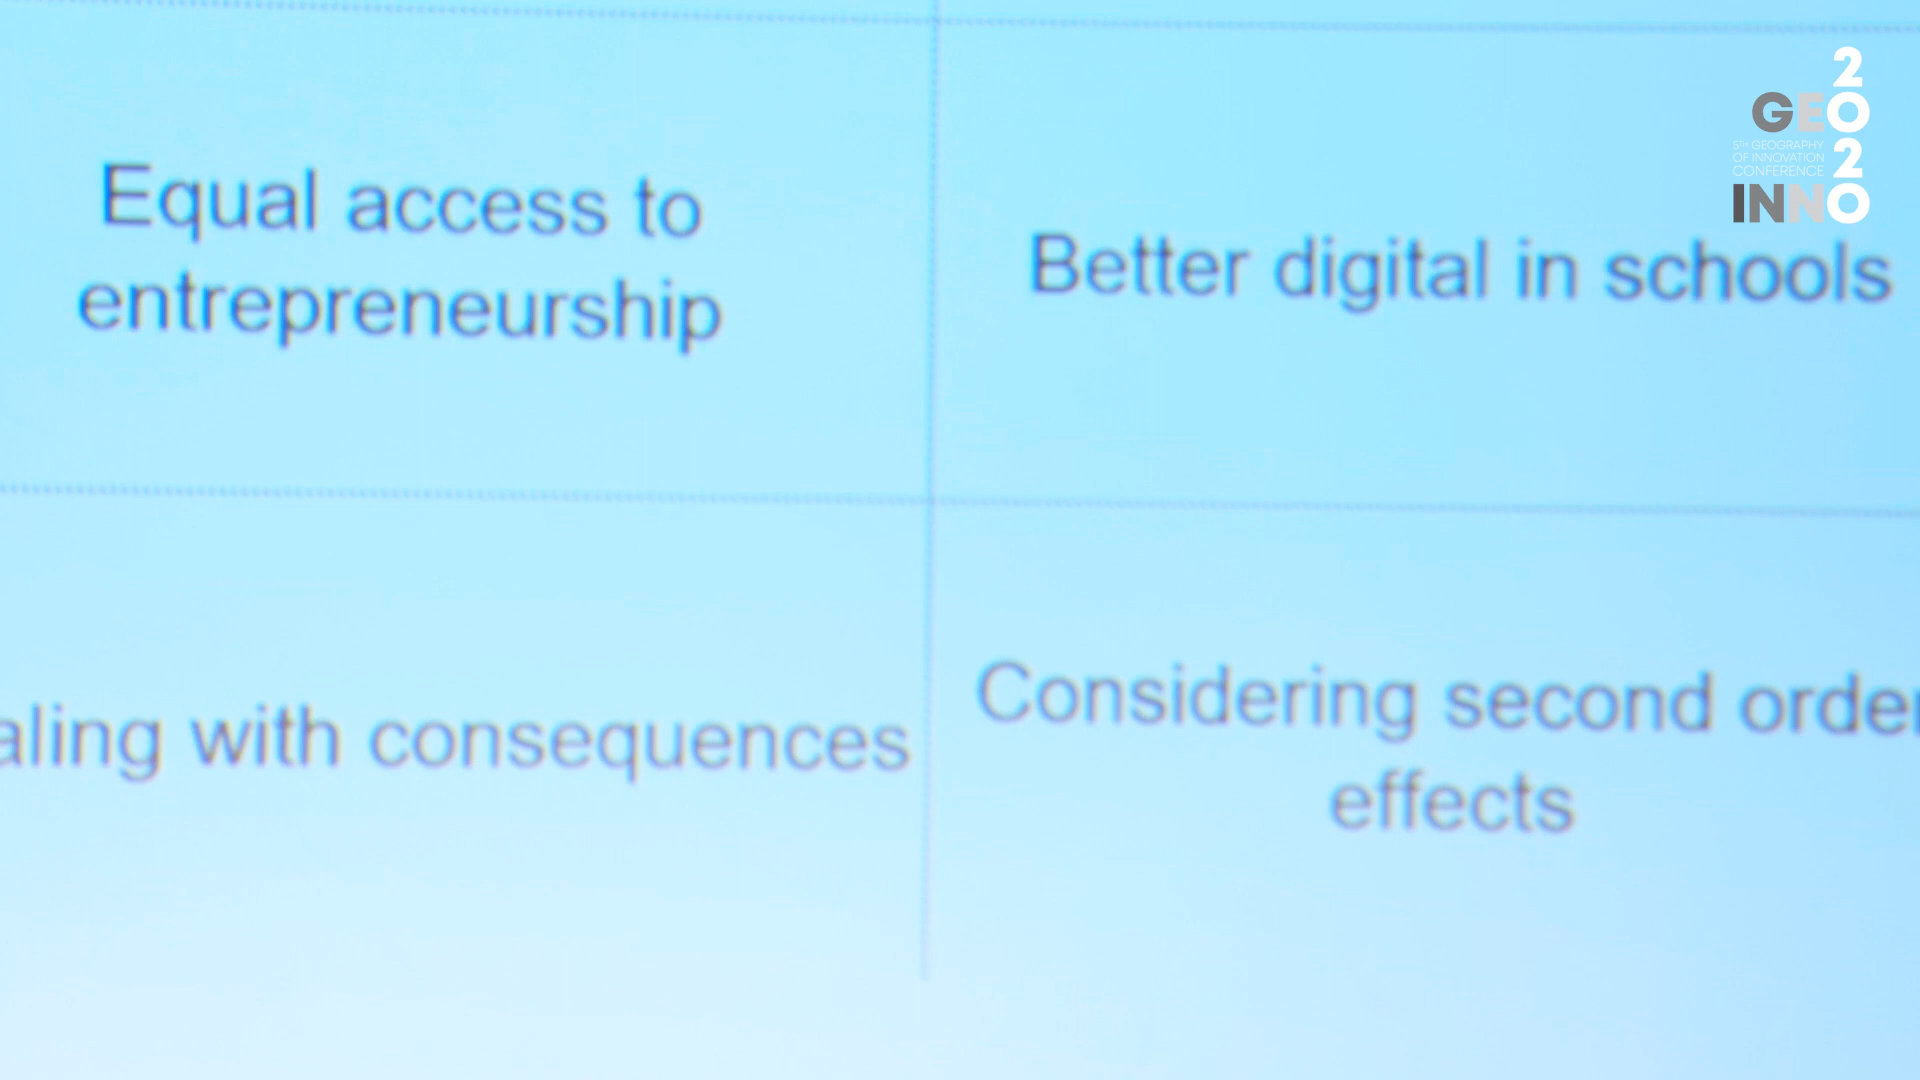 Equal access to
entrepreneurship
Better digital in schools
aling with consequences
Considering second order
effects
2
GEO
5TH GEOGRAPHY
OF INNOVATION
CONFERENCE
2
INNO